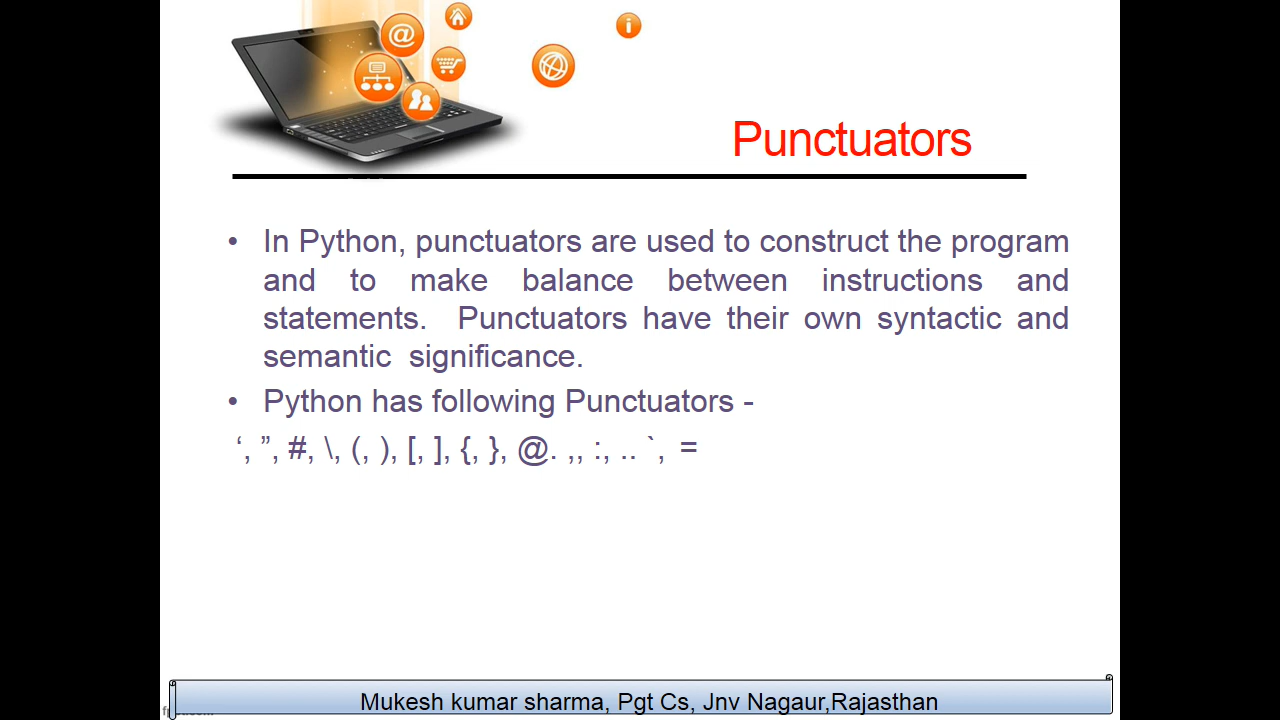 Punctuators
• In Python, punctuators are used to construct the program
and to make balance between instructions and
statements. Punctuators have their own syntactic and
semantic significance.
• Python has following Punctuators -
‘, ”, #, \, (, ), [, ], {, }, @. ,, :, .. `, =
Mukesh kumar sharma, Pgt Cs, Jnv Nagaur,Rajasthan